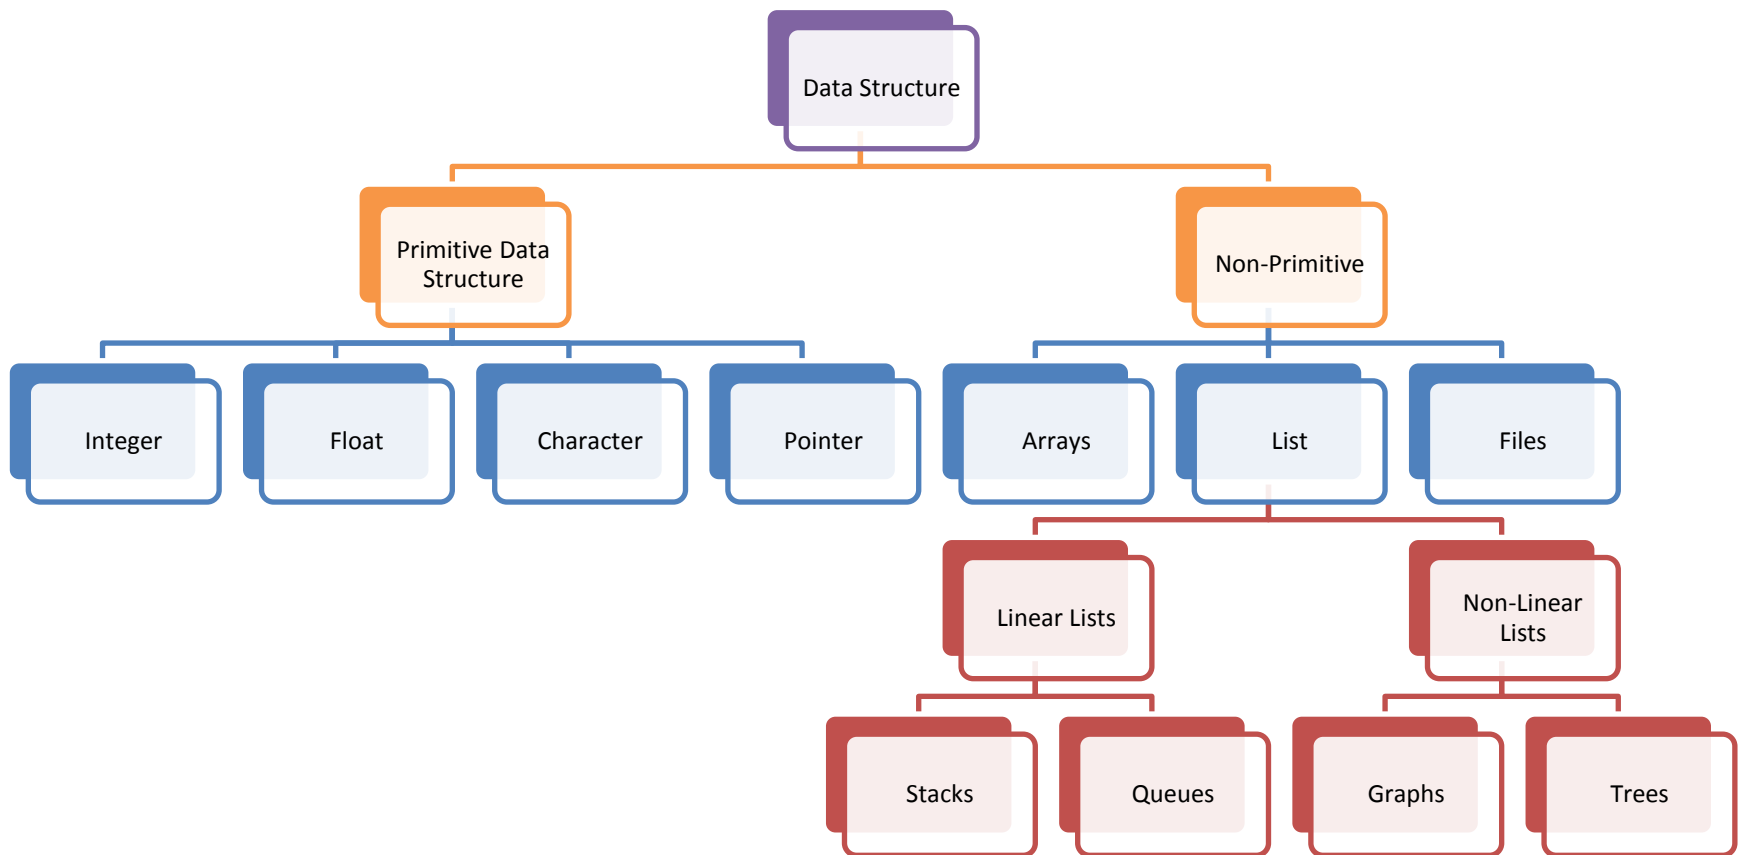 Data Structure
Primitive Data
Structure
Non-Primitive
Integer
Float
Character
Pointer
Arrays
List
Files
Linear Lists
Non-Linear
Lists
Stacks
Queues
Graphs
Trees